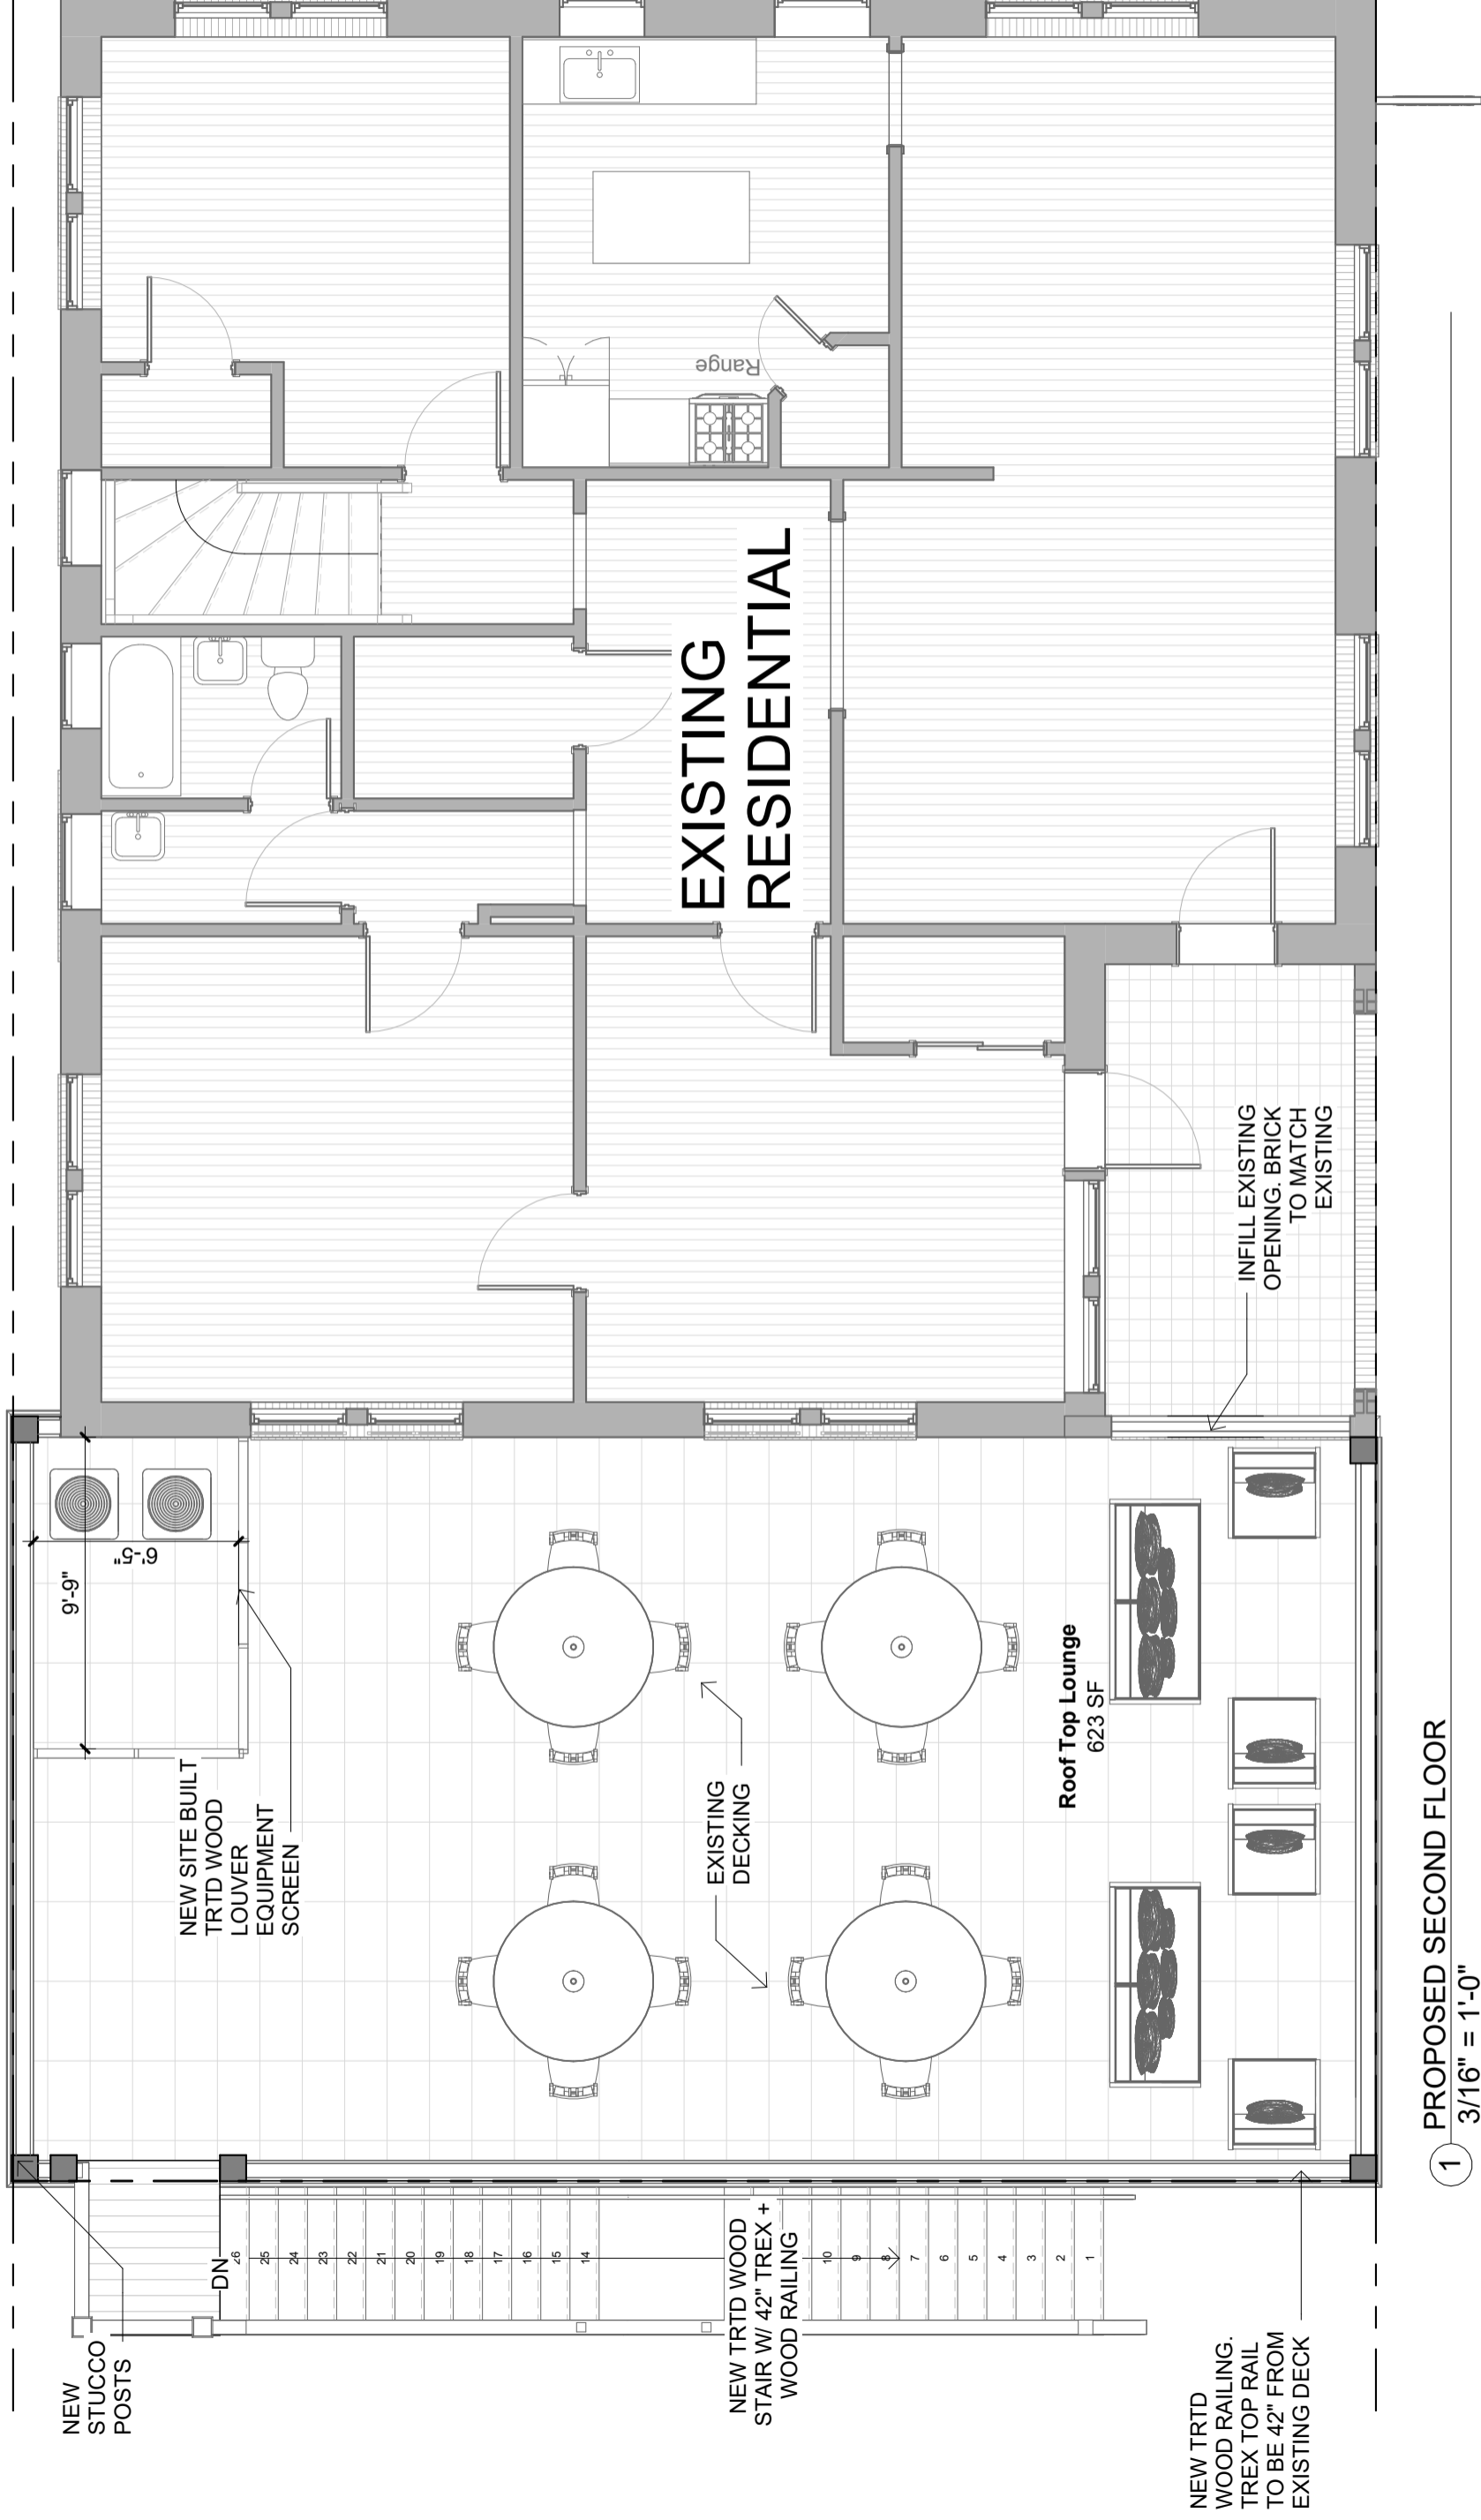 NEW
STUCCO
POSTS
DN
26
25
24
23
22
21
20
19
18
17
16
15
14
10
9
8
7
6
5
4
3
2
1
NEW TRTD WOOD
STAIR W/ 42" TREX +
WOOD RAILING
NEW TRTD
WOOD RAILING.
TREX TOP RAIL
TO BE 42" FROM
EXISTING DECK
9'-9"
6'-5"
NEW SITE BUILT
TRTD WOOD
LOUVER
EQUIPMENT
SCREEN
EXISTING
DECKING
Roof Top Lounge
623 SF
INFILL EXISTING
OPENING. BRICK
TO MATCH
EXISTING
EXISTING
RESIDENTIAL
Range
1
PROPOSED SECOND FLOOR
3/16" = 1'-0"